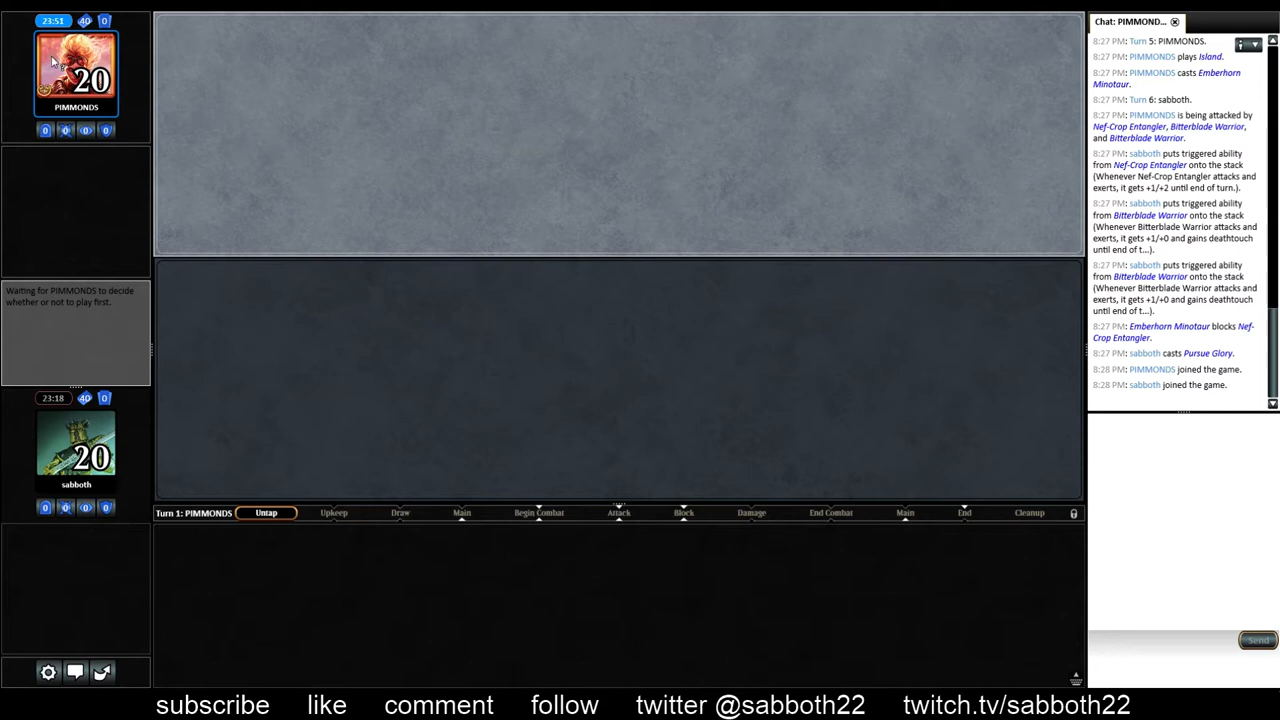 23:51 40 0
20
PIMMONDS
0 0 0 0
Waiting for PIMMONDS to decide
whether or not to play first.
23:18 40 0
20
sabboth
0 0 0 0
Turn 1: PIMMONDS Untap Upkeep Draw Main Begin Combat Attack Block Damage End Combat Main End Cleanup
Chat: PIMMOND...
8:27 PM: Turn 5: PIMMONDS.
8:27 PM: PIMMONDS plays Island.
8:27 PM: PIMMONDS casts Emberhorn
Minotaur.
8:27 PM: Turn 6: sabboth.
8:27 PM: PIMMONDS is being attacked by
Nef-Crop Entangler, Bitterblade Warrior,
and Bitterblade Warrior.
8:27 PM: sabboth puts triggered ability
from Nef-Crop Entangler onto the stack
(Whenever Nef-Crop Entangler attacks and
exerts, it gets +1/+2 until end of turn.).
8:27 PM: sabboth puts triggered ability
from Bitterblade Warrior onto the stack
(Whenever Bitterblade Warrior attacks and
exerts, it gets +1/+0 and gains deathtouch
until end of t...).
8:27 PM: sabboth puts triggered ability
from Bitterblade Warrior onto the stack
(Whenever Bitterblade Warrior attacks and
exerts, it gets +1/+0 and gains deathtouch
until end of t...).
8:27 PM: Emberhorn Minotaur blocks Nef-
Crop Entangler.
8:27 PM: sabboth casts Pursue Glory.
8:28 PM: PIMMONDS joined the game.
8:28 PM: sabboth joined the game.
Send
subscribe like comment follow twitter @sabboth22 twitch.tv/sabboth22